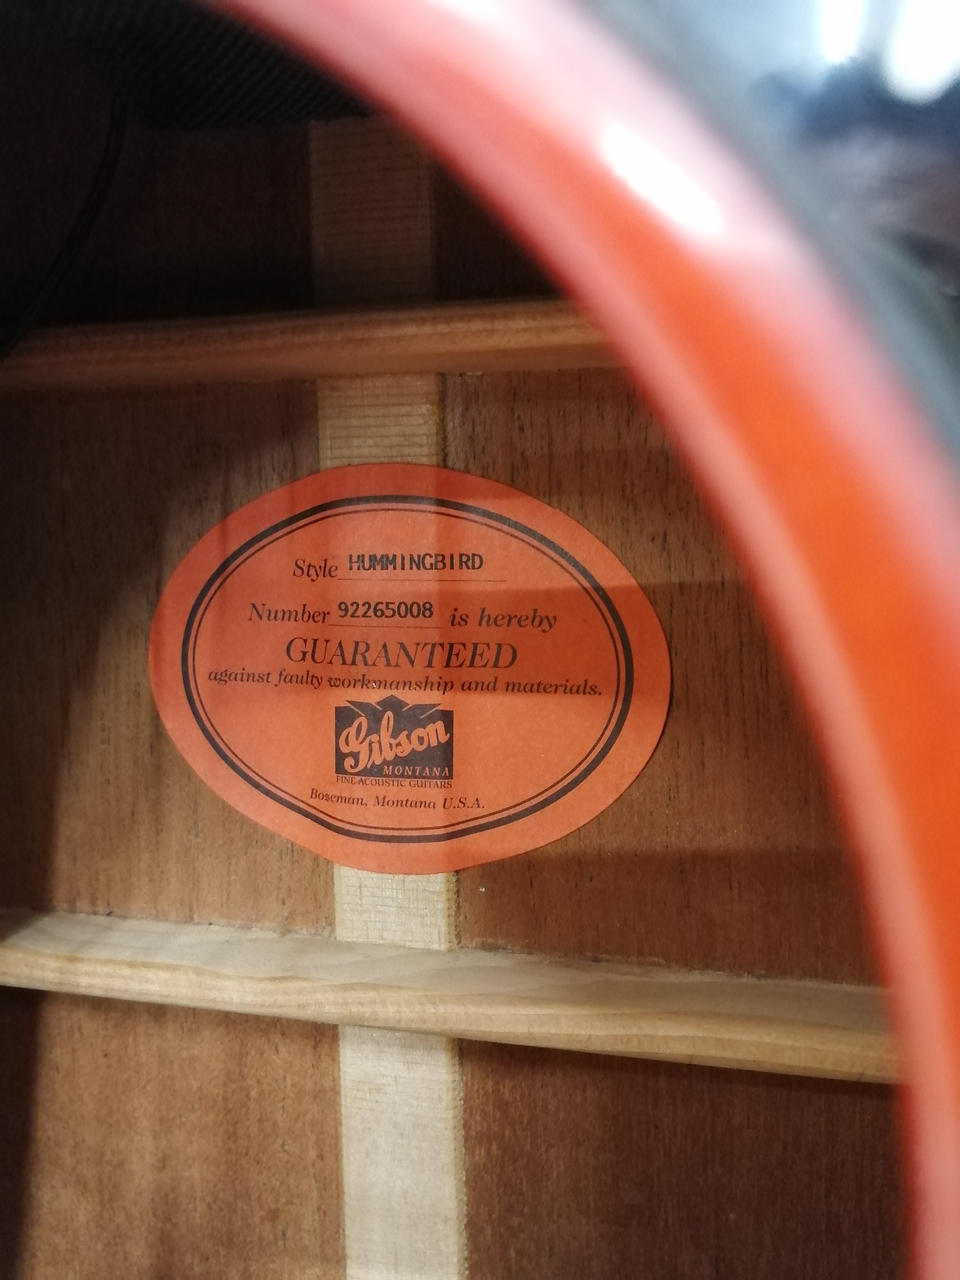 Style HUMMINGBIRD
Number 92265008 is hereby
GUARANTEED
against faulty workmanship and materials.
Gibson
MONTANA
FINE ACOUSTIC GUITARS
Bozeman, Montana U.S.A.